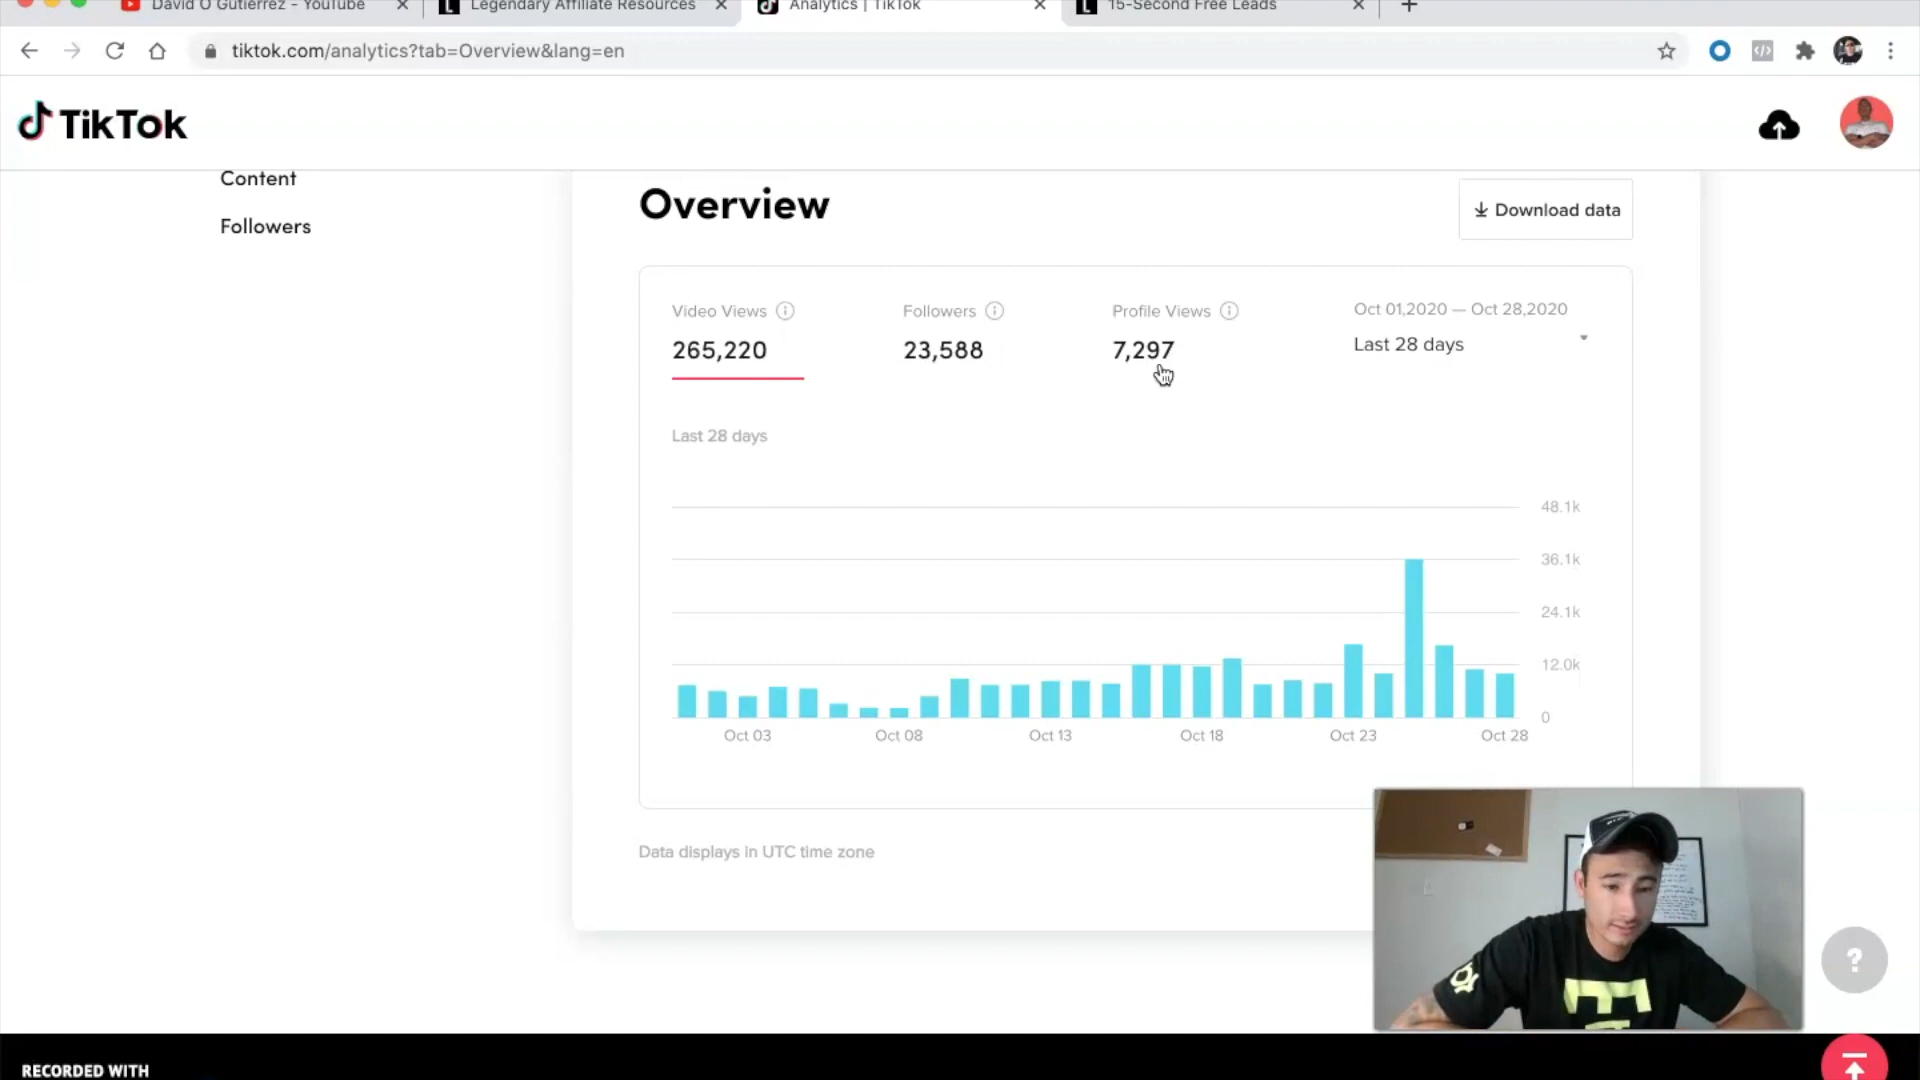 David O Gutierrez - YouTube
Legendary Affiliate Resources
Analytics | TikTok
15-Second Free Leads
tiktok.com/analytics?tab=Overview&lang=en
TikTok
Content
Followers
Overview
Download data
Video Views
Followers
Profile Views
Oct 01,2020 — Oct 28,2020
265,220
23,588
7,297
Last 28 days
Last 28 days
48.1k
36.1k
24.1k
12.0k
0
Oct 03
Oct 08
Oct 13
Oct 18
Oct 23
Oct 28
Data displays in UTC time zone
?
RECORDED WITH